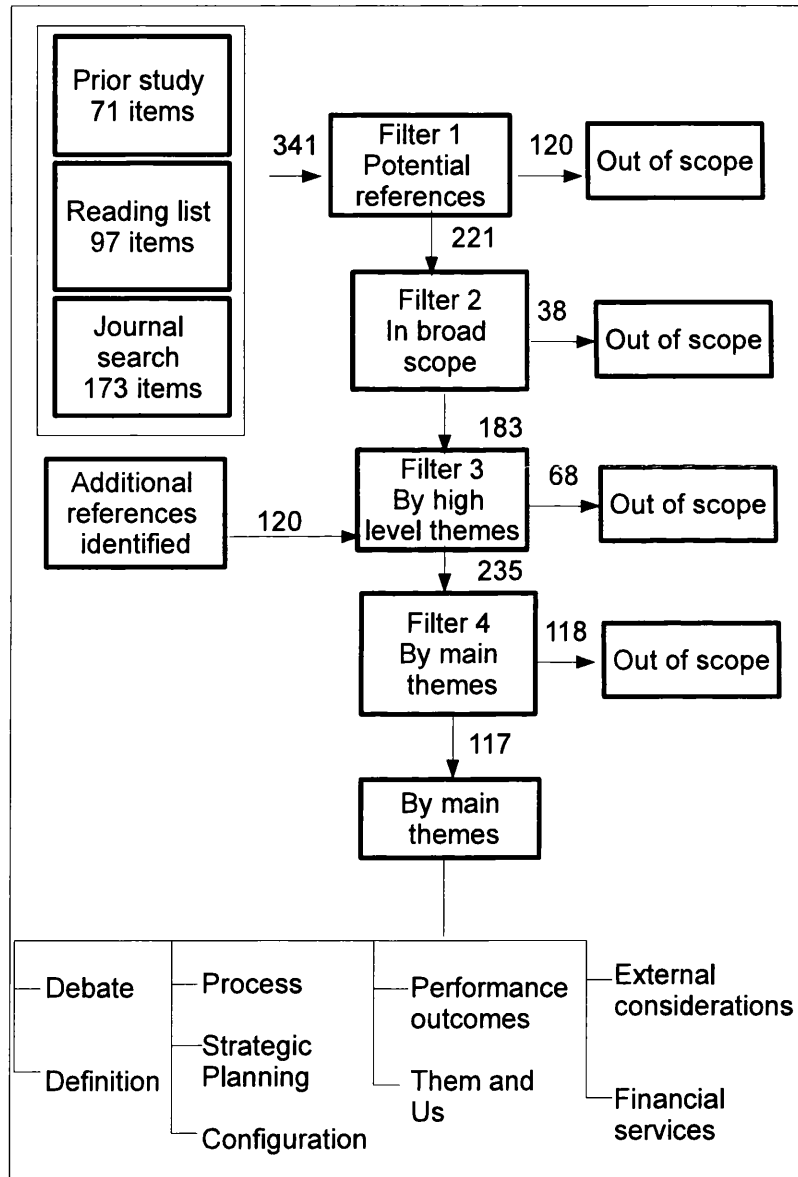 Prior study
71 items
Reading list
97 items
Journal
search
173 items
341
Filter 1
Potential
references
120
Out of scope
221
Filter 2
In broad
scope
38
Out of scope
183
Additional
references
identified
120
Filter 3
By high
level themes
68
Out of scope
235
Filter 4
By main
themes
118
Out of scope
117
By main
themes
Debate
Definition
Process
Strategic
Planning
Configuration
Performance
outcomes
Them and
Us
External
considerations
Financial
services